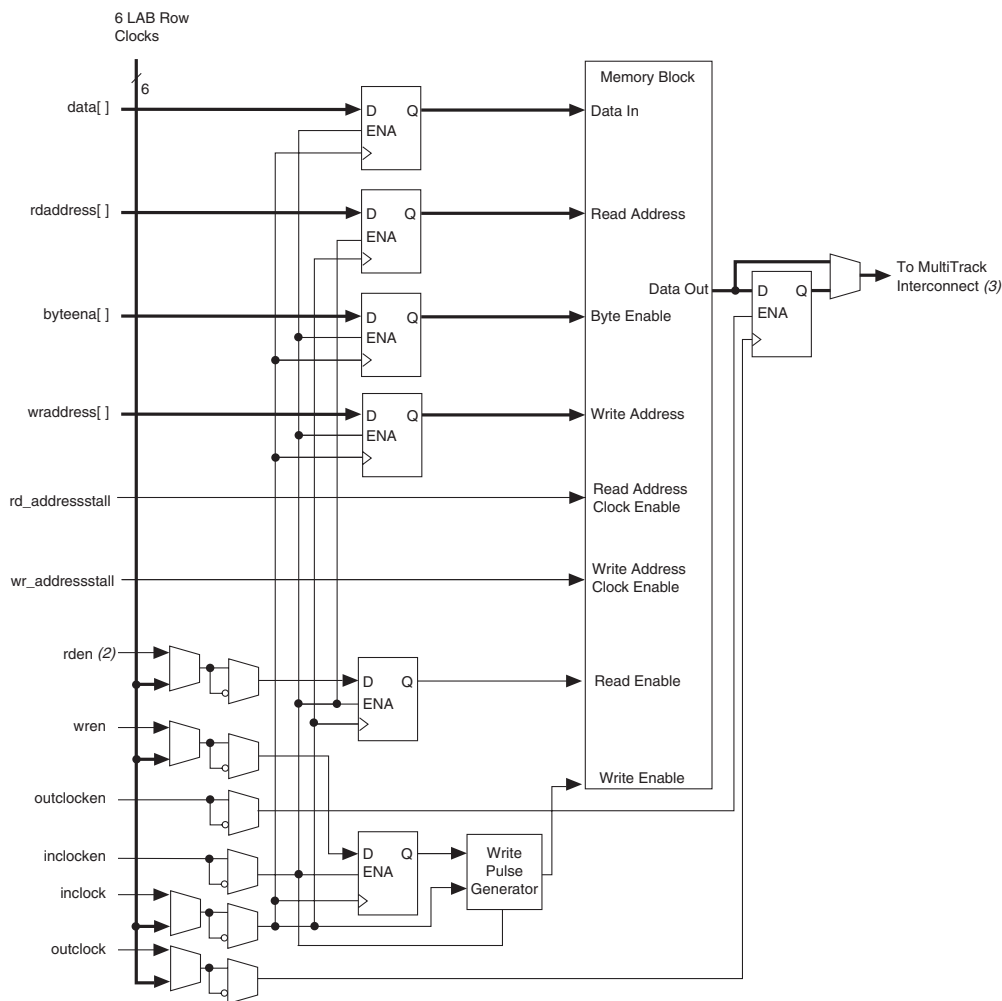 6 LAB Row
Clocks
6
Memory Block
data[ ]
D Q
ENA
Data In
rdaddress[ ]
D Q
ENA
Read Address
To MultiTrack
Interconnect (3)
Data Out
D Q
ENA
byteena[ ]
D Q
ENA
Byte Enable
wraddress[ ]
D Q
ENA
Write Address
rd_addressstall
Read Address
Clock Enable
wr_addressstall
Write Address
Clock Enable
rden (2)
D Q
ENA
Read Enable
wren
Write Enable
outclocken
inclocken
D Q
ENA
Write
Pulse
Generator
inclock
outclock